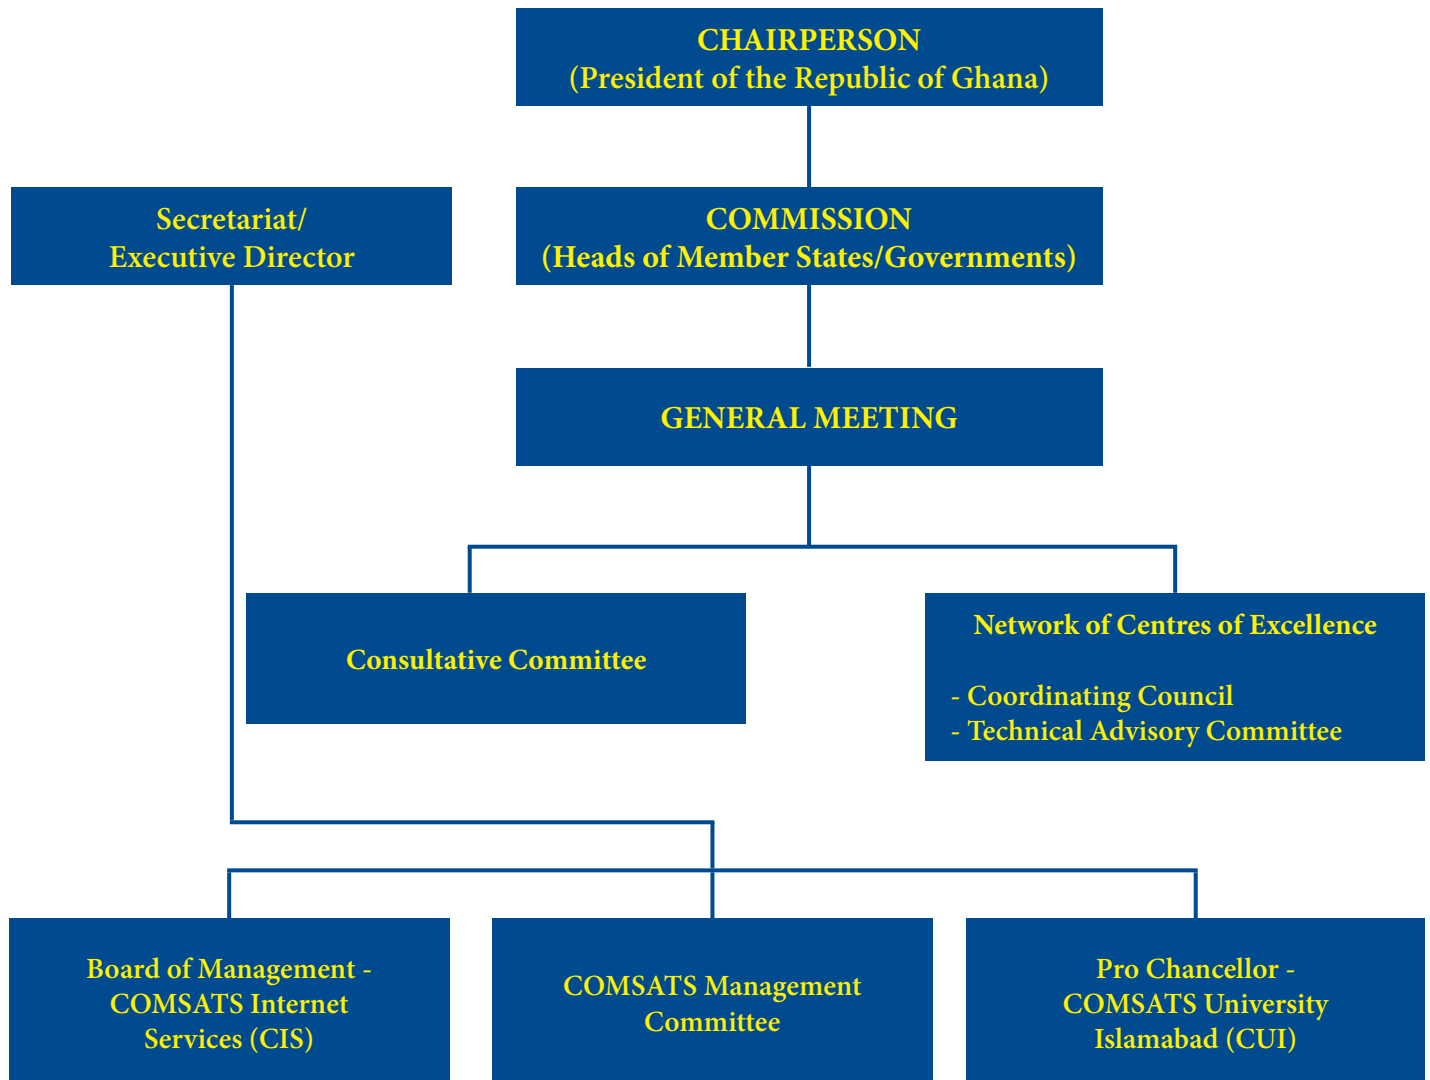 CHAIRPERSON
(President of the Republic of Ghana)
Secretariat/
Executive Director
COMMISSION
(Heads of Member States/Governments)
GENERAL MEETING
Consultative Committee
Network of Centres of Excellence
- Coordinating Council
- Technical Advisory Committee
Board of Management -
COMSATS Internet
Services (CIS)
COMSATS Management
Committee
Pro Chancellor -
COMSATS University
Islamabad (CUI)